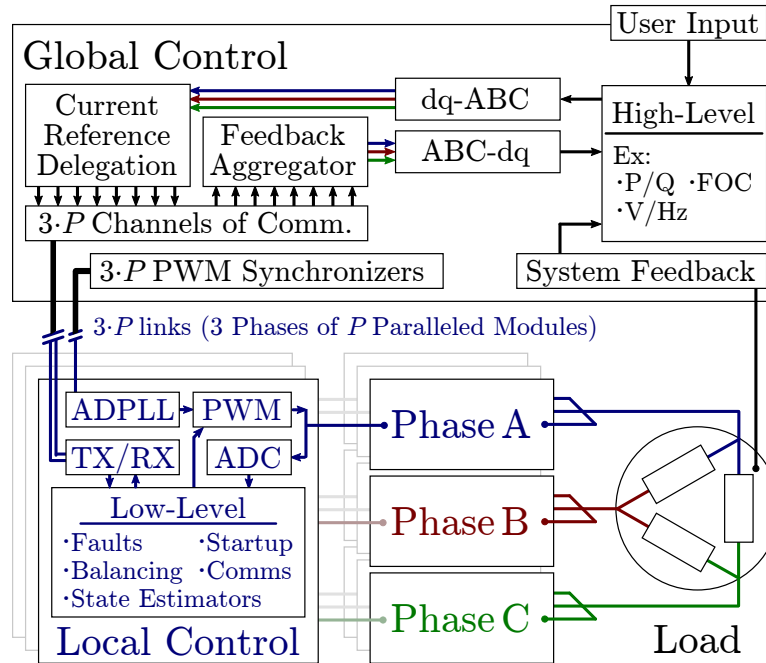 User Input
Global Control
Current
Reference
Delegation
dq-ABC
Feedback
Aggregator
ABC-dq
High-Level
Ex:
·P/Q ·FOC
·V/Hz
3·P Channels of Comm.
3·P PWM Synchronizers
System Feedback
3·P links (3 Phases of P Paralleled Modules)
ADPLL
PWM
TX/RX
ADC
Low-Level
·Faults ·Startup
·Balancing ·Comms
·State Estimators
Local Control
Phase A
Phase B
Phase C
Load